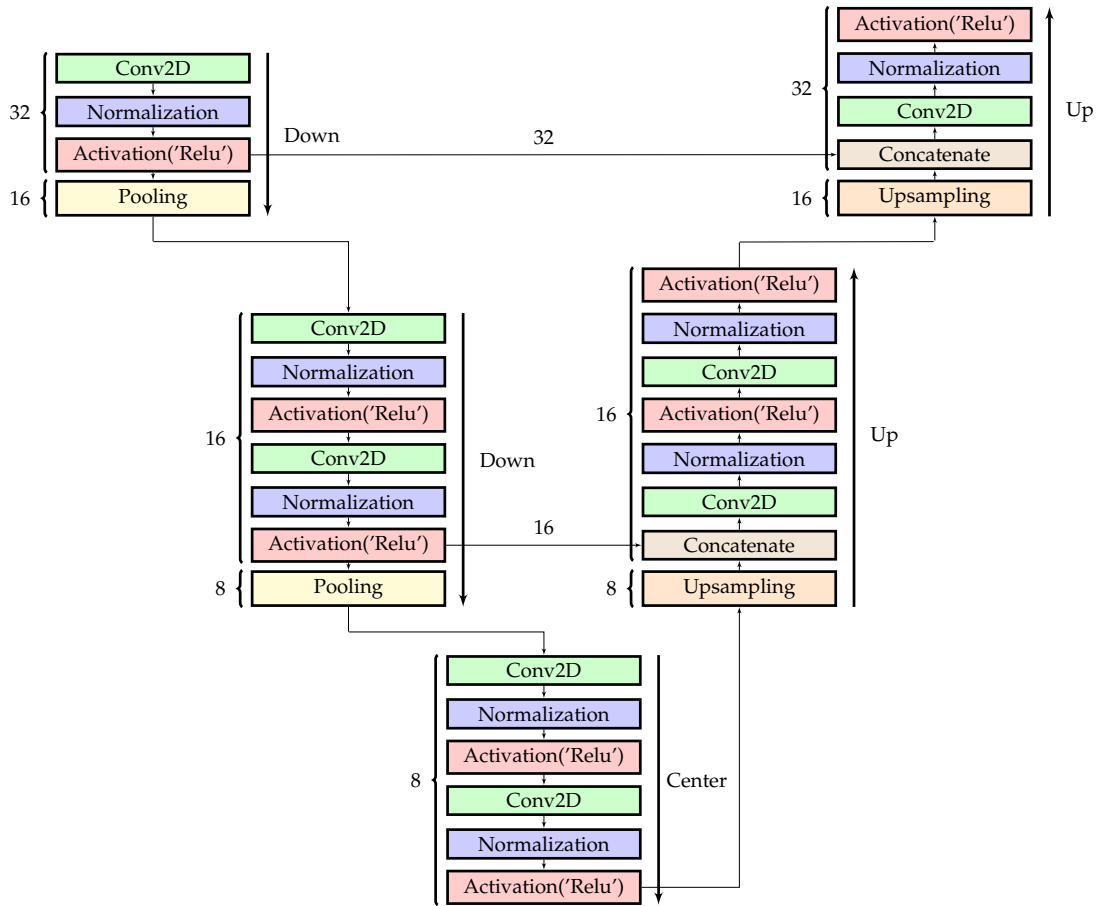 Conv2D
Normalization
Activation('Relu')
Pooling
32
16
Down
32
Activation('Relu')
Normalization
Conv2D
Concatenate
Upsampling
32
16
Up
Conv2D
Normalization
Activation('Relu')
Conv2D
Normalization
Activation('Relu')
Pooling
16
8
Down
16
Activation('Relu')
Normalization
Conv2D
Activation('Relu')
Normalization
Conv2D
Concatenate
Upsampling
16
8
Up
Conv2D
Normalization
Activation('Relu')
Conv2D
Normalization
Activation('Relu')
8
Center